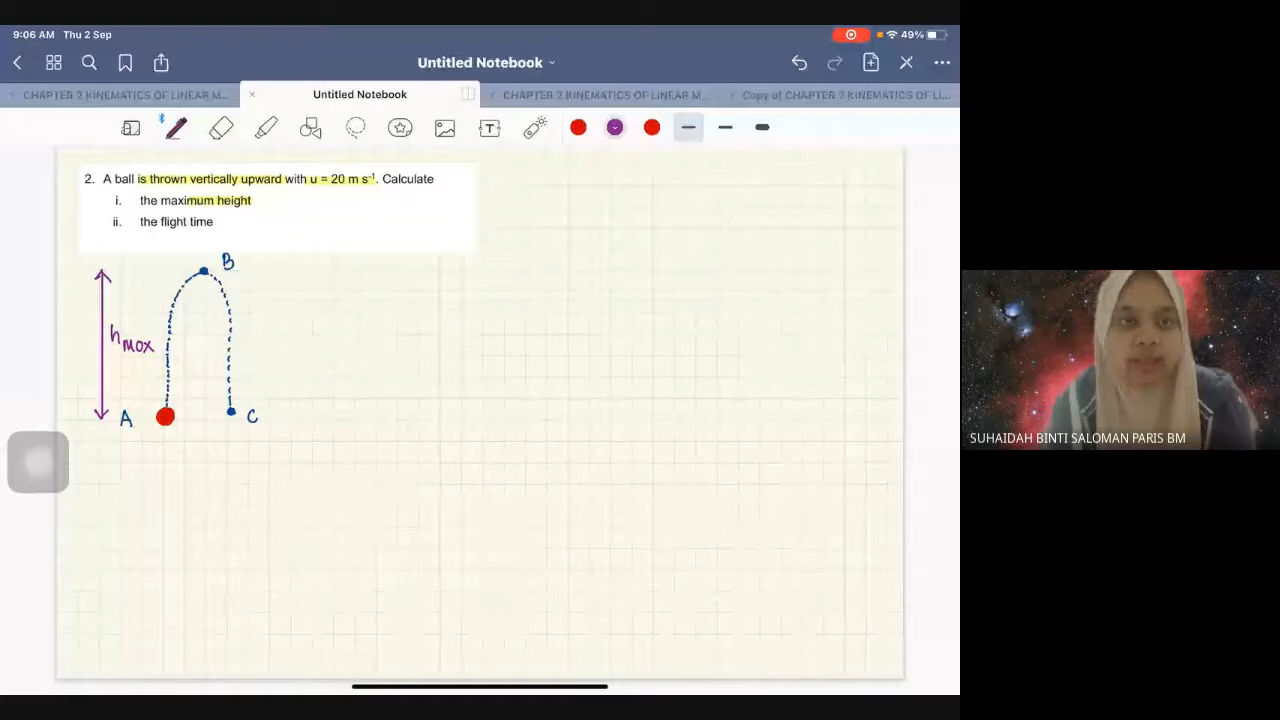 9:06 AM Thu 2 Sep
49%
Untitled Notebook
CHAPTER 2 KINEMATICS OF LINEAR M...
Untitled Notebook
CHAPTER 2 KINEMATICS OF LINEAR M...
Copy of CHAPTER 2 KINEMATICS OF LI...
2. A ball is thrown vertically upward with u = 20 m s⁻¹. Calculate
i. the maximum height
ii. the flight time
B
hmax
A
C
SUHAIDAH BINTI SALOMAN PARIS BM